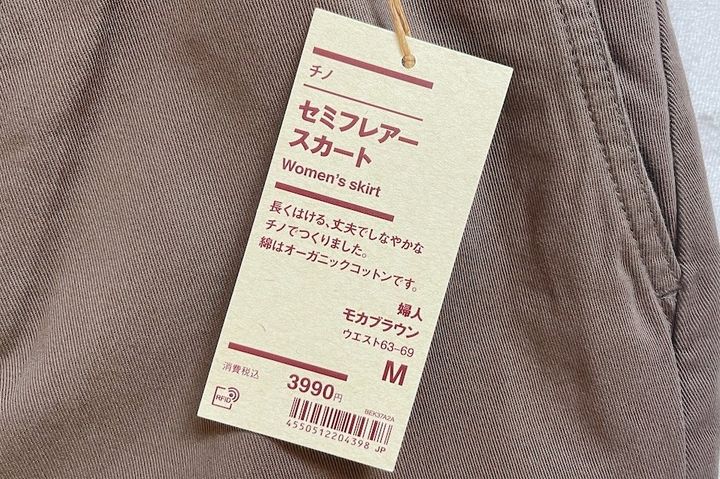 チノ
セミフレアー
スカート
Women's skirt
長くはける、丈夫でしなやかな
チノでつくりました。
綿はオーガニックコットンです。
婦人
モカブラウン
ウエスト63–69
M
消費税込
3990円
RFID
BEK37A2A
4550512204398 JP